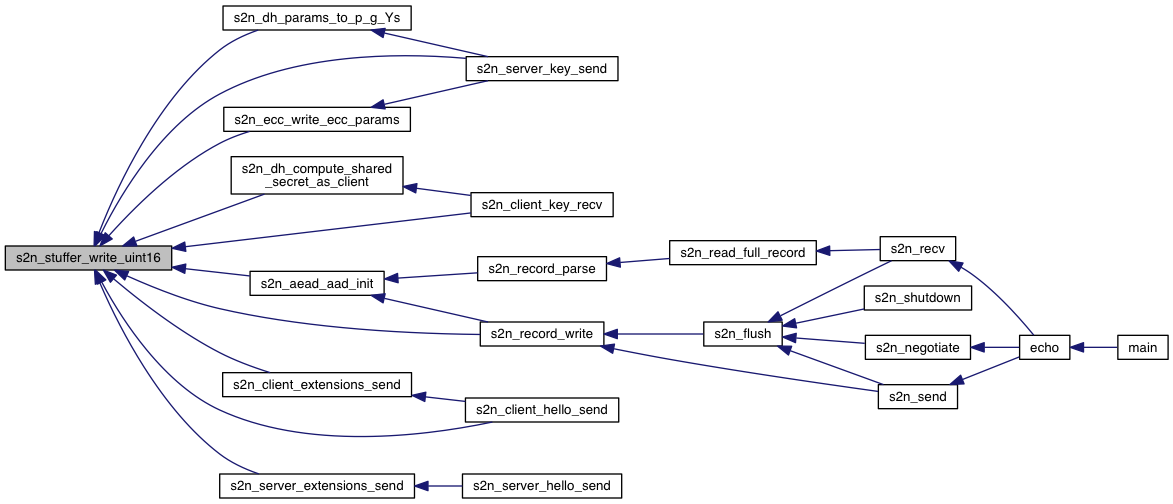 s2n_dh_params_to_p_g_Ys
s2n_server_key_send
s2n_ecc_write_ecc_params
s2n_dh_compute_shared
_secret_as_client
s2n_client_key_recv
s2n_stuffer_write_uint16
s2n_aead_aad_init
s2n_record_parse
s2n_read_full_record
s2n_recv
s2n_shutdown
s2n_record_write
s2n_flush
s2n_negotiate
echo
main
s2n_send
s2n_client_extensions_send
s2n_client_hello_send
s2n_server_extensions_send
s2n_server_hello_send